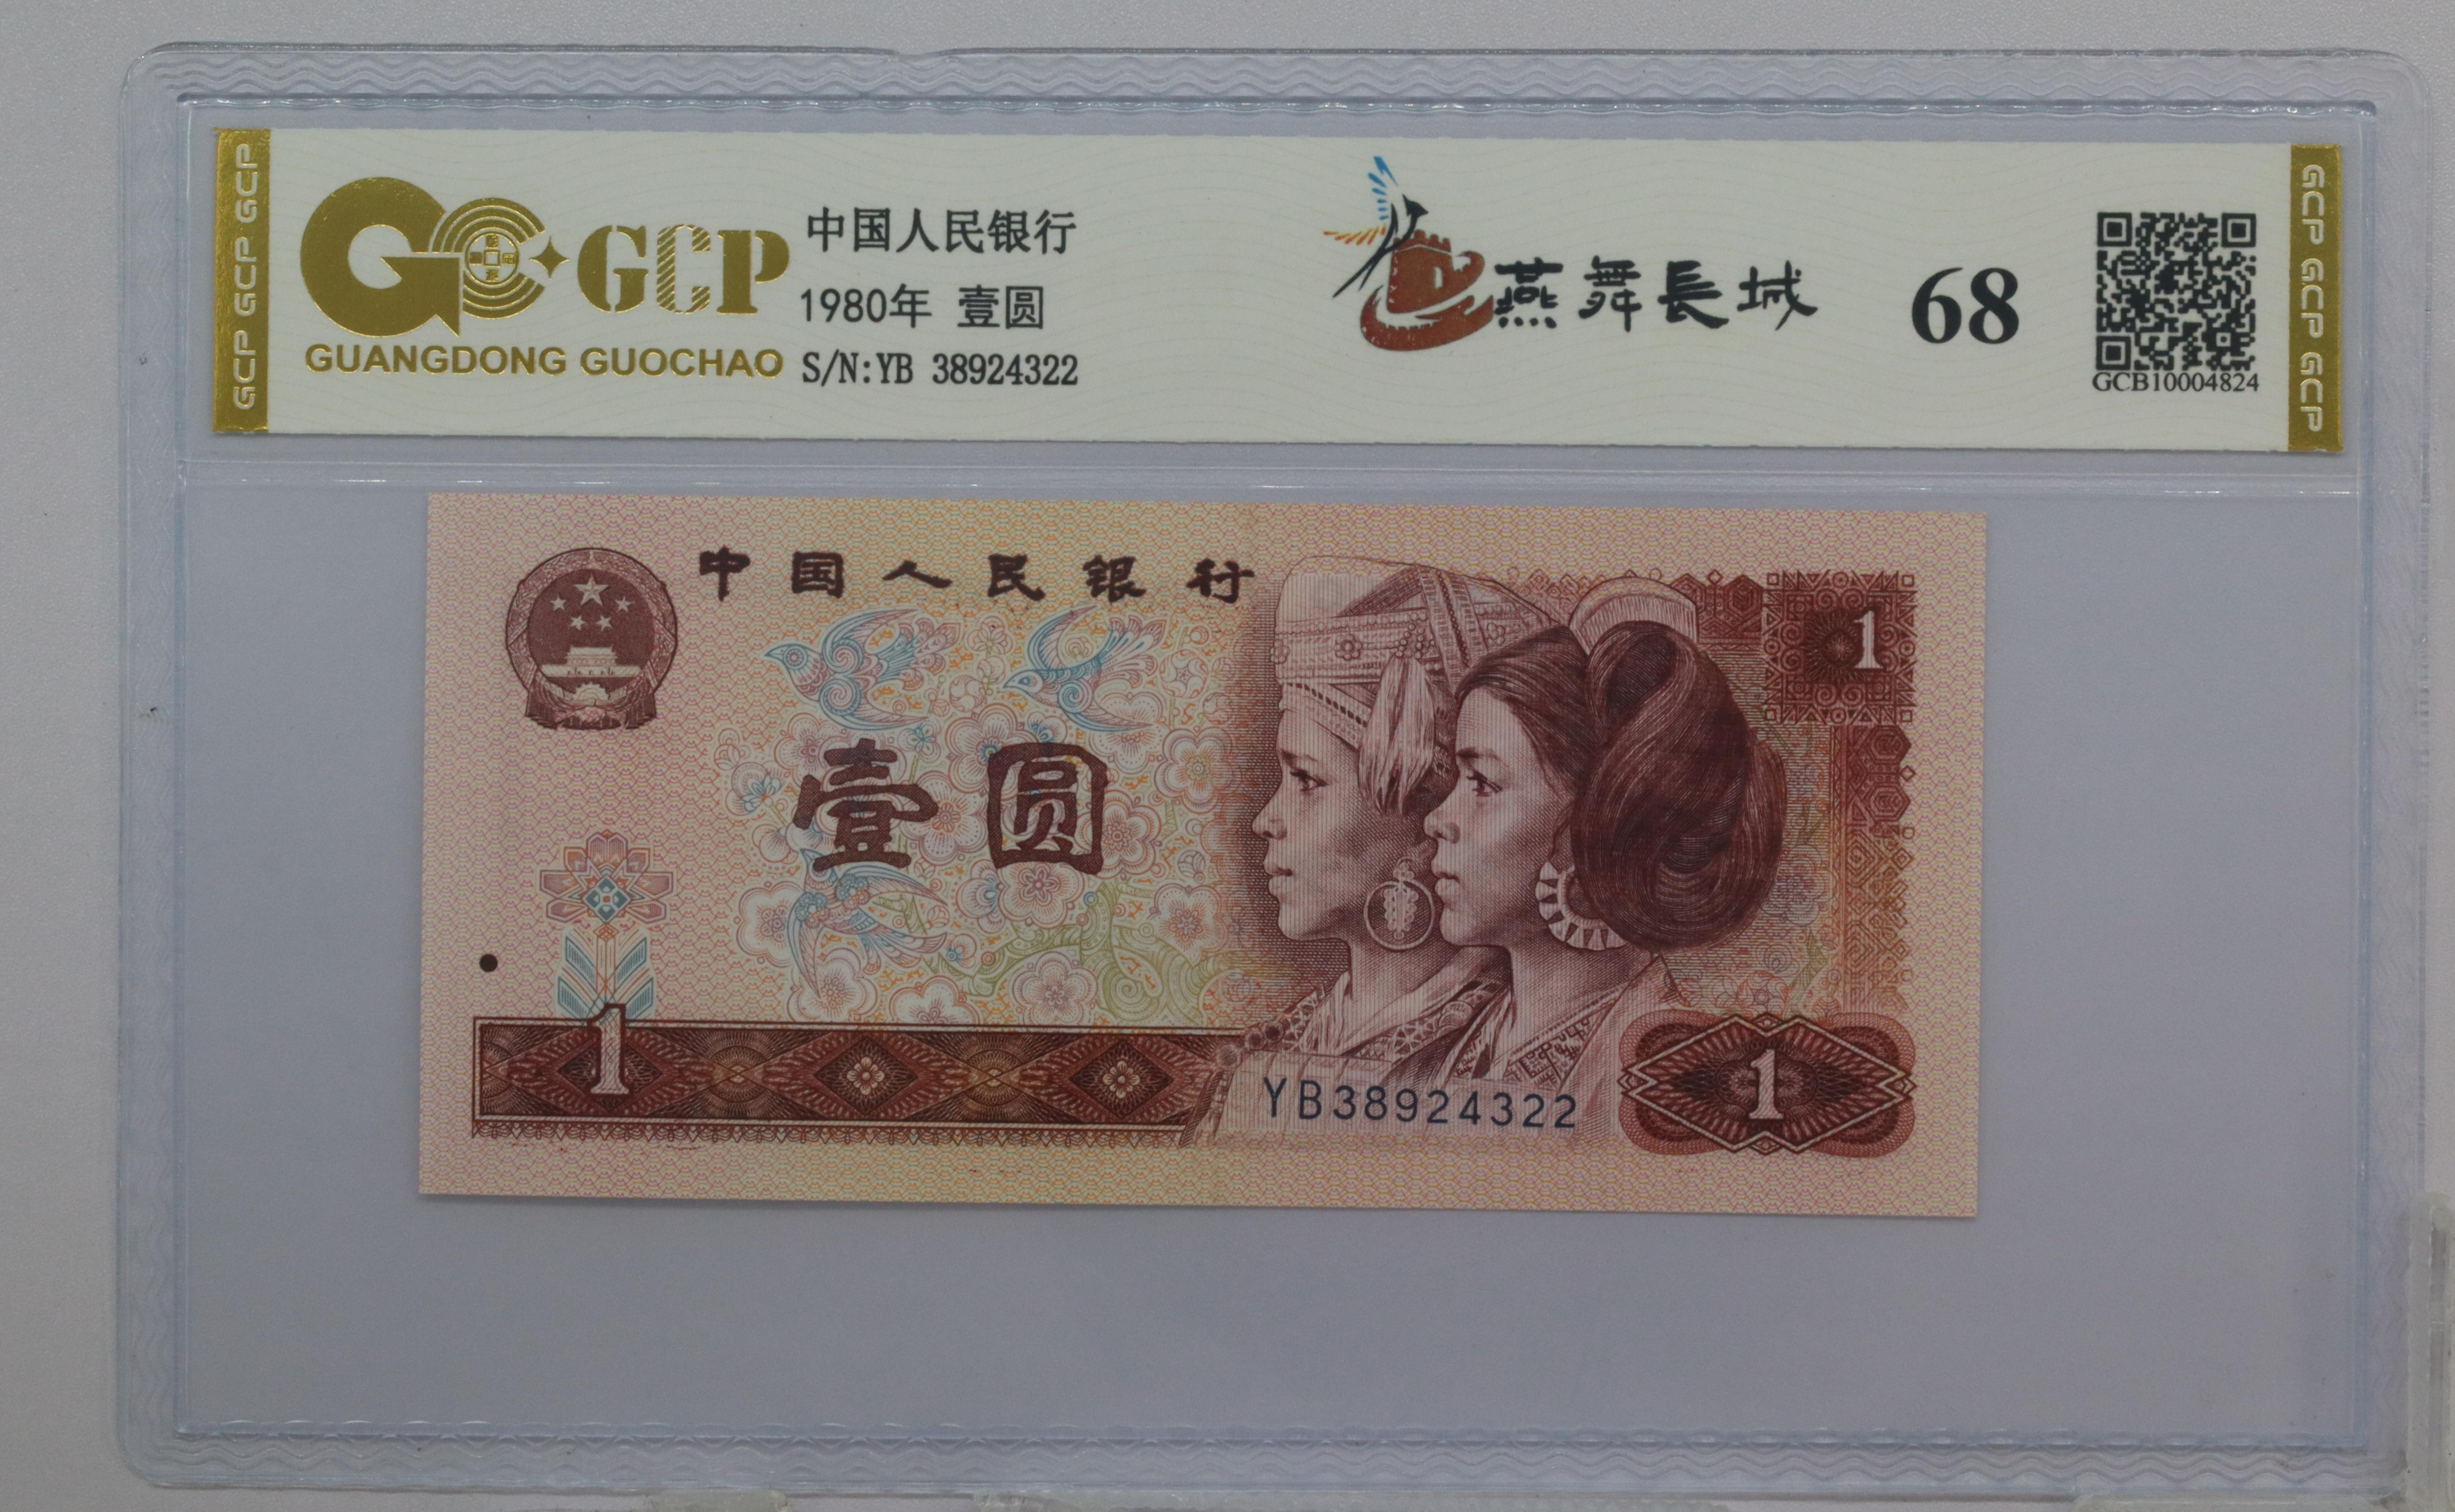 GCP GCP GCP
GCP
GUANGDONG GUOCHAO
中国人民银行
1980年 壹圆
S/N:YB 38924322
燕舞長城
68
GCB10004824
GCP GCP GCP
中国人民银行
1
壹圆
1
YB38924322
1